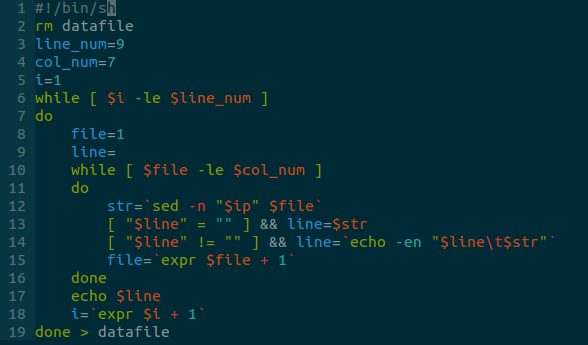 1 #!/bin/sh
2 rm datafile
3 line_num=9
4 col_num=7
5 i=1
6 while [ $i -le $line_num ]
7 do
8     file=1
9     line=
10     while [ $file -le $col_num ]
11     do
12         str=`sed -n "$ip" $file`
13         [ "$line" = "" ] && line=$str
14         [ "$line" != "" ] && line=`echo -en "$line\t$str"`
15         file=`expr $file + 1`
16     done
17     echo $line
18     i=`expr $i + 1`
19 done > datafile